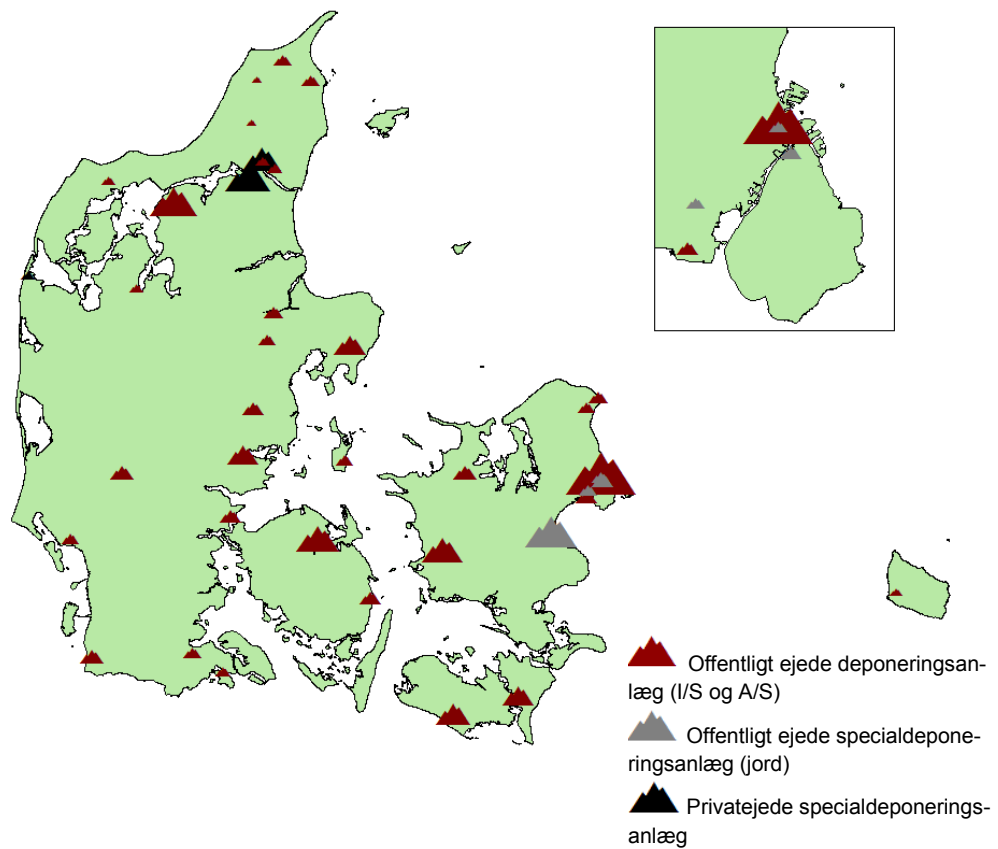 Offentligt ejede deponeringsan-
læg (I/S og A/S)
Offentligt ejede specialdepone-
ringsanlæg (jord)
Privatejede specialdeponerings-
anlæg